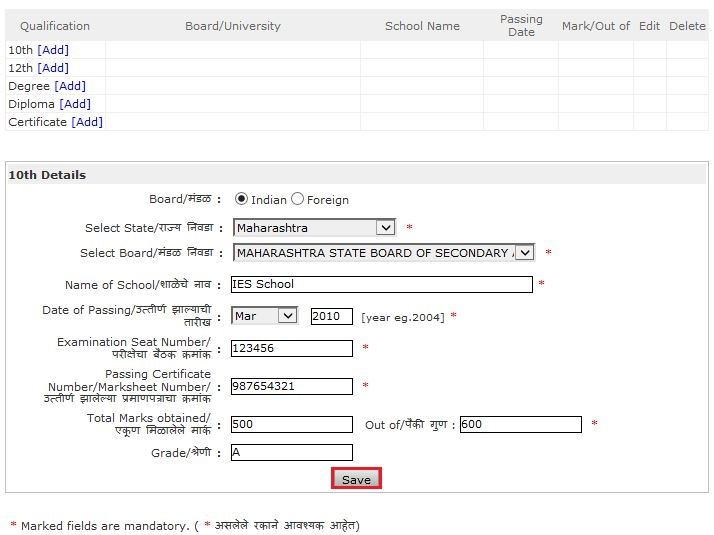 Qualification Board/University School Name Passing Date Mark/Out of Edit Delete
10th [Add]
12th [Add]
Degree [Add]
Diploma [Add]
Certificate [Add]
10th Details
Board/मंडळ : Indian Foreign
Select State/राज्य निवडा : Maharashtra *
Select Board/मंडळ निवडा : MAHARASHTRA STATE BOARD OF SECONDARY *
Name of School/शाळेचे नाव : IES School *
Date of Passing/उत्तीर्ण झाल्याची
तारीख : Mar 2010 [year eg.2004] *
Examination Seat Number/
परीक्षेचा बैठक क्रमांक : 123456 *
Passing Certificate
Number/Marksheet Number/ : 987654321 *
उत्तीर्ण झालेल्या प्रमाणपत्राचा क्रमांक
Total Marks obtained/
एकूण मिळालेले मार्क : 500 Out of/पैकी गुण : 600 *
Grade/श्रेणी : A
Save
* Marked fields are mandatory. ( * असलेले रकाने आवश्यक आहेत)